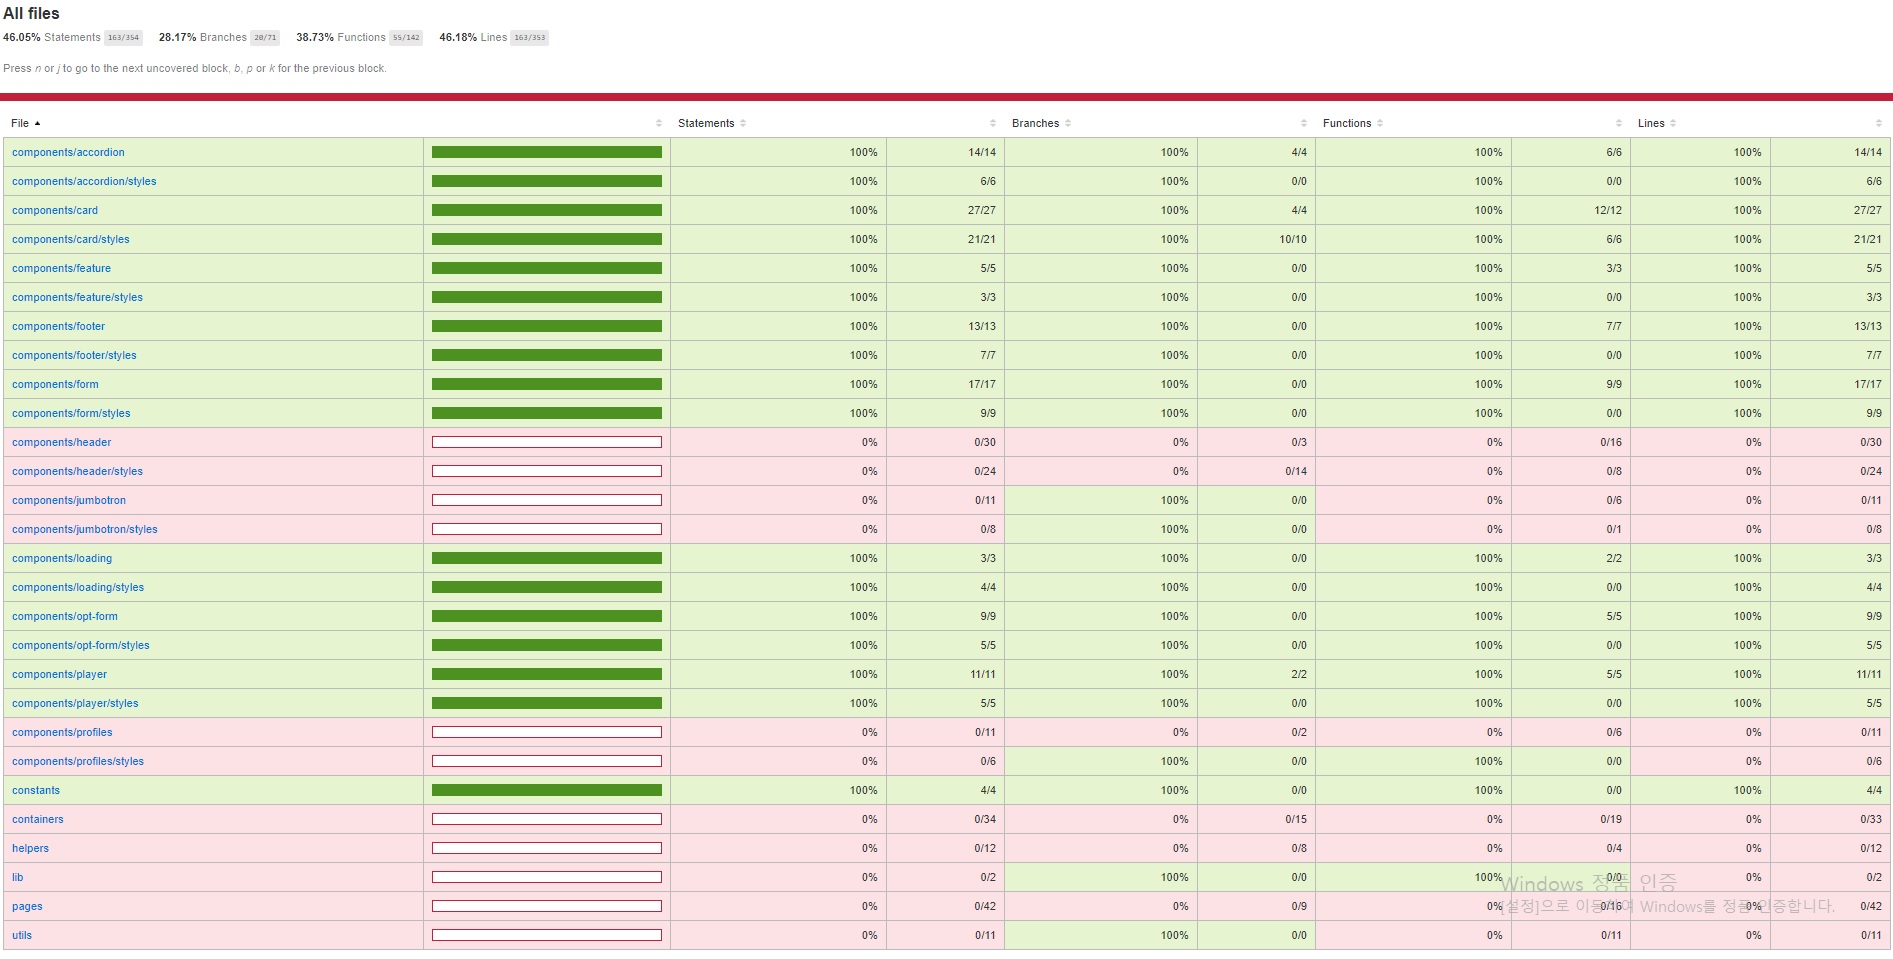 All files
46.05% Statements 163/354 28.17% Branches 20/71 38.73% Functions 55/142 46.18% Lines 163/353
Press n or j to go to the next uncovered block, b, p or k for the previous block.
File Statements Branches Functions Lines
components/accordion 100% 14/14 100% 4/4 100% 6/6 100% 14/14
components/accordion/styles 100% 6/6 100% 0/0 100% 0/0 100% 6/6
components/card 100% 27/27 100% 4/4 100% 12/12 100% 27/27
components/card/styles 100% 21/21 100% 10/10 100% 6/6 100% 21/21
components/feature 100% 5/5 100% 0/0 100% 3/3 100% 5/5
components/feature/styles 100% 3/3 100% 0/0 100% 0/0 100% 3/3
components/footer 100% 13/13 100% 0/0 100% 7/7 100% 13/13
components/footer/styles 100% 7/7 100% 0/0 100% 0/0 100% 7/7
components/form 100% 17/17 100% 0/0 100% 9/9 100% 17/17
components/form/styles 100% 9/9 100% 0/0 100% 0/0 100% 9/9
components/header 0% 0/30 0% 0/3 0% 0/16 0% 0/30
components/header/styles 0% 0/24 0% 0/14 0% 0/8 0% 0/24
components/jumbotron 0% 0/11 100% 0/0 0% 0/6 0% 0/11
components/jumbotron/styles 0% 0/8 100% 0/0 0% 0/1 0% 0/8
components/loading 100% 3/3 100% 0/0 100% 2/2 100% 3/3
components/loading/styles 100% 4/4 100% 0/0 100% 0/0 100% 4/4
components/opt-form 100% 9/9 100% 0/0 100% 5/5 100% 9/9
components/opt-form/styles 100% 5/5 100% 0/0 100% 0/0 100% 5/5
components/player 100% 11/11 100% 2/2 100% 5/5 100% 11/11
components/player/styles 100% 5/5 100% 0/0 100% 0/0 100% 5/5
components/profiles 0% 0/11 0% 0/2 0% 0/6 0% 0/11
components/profiles/styles 0% 0/6 100% 0/0 100% 0/0 0% 0/6
constants 100% 4/4 100% 0/0 100% 0/0 100% 4/4
containers 0% 0/34 0% 0/15 0% 0/19 0% 0/33
helpers 0% 0/12 0% 0/8 0% 0/4 0% 0/12
lib 0% 0/2 100% 0/0 100% 0/0 0% 0/2
Windows 정품 인증
pages 0% 0/42 0% 0/9 0% 0/16 0% 0/42
[설정]으로 이동하여 Windows를 정품 인증합니다.
utils 0% 0/11 100% 0/0 0% 0/11 0% 0/11